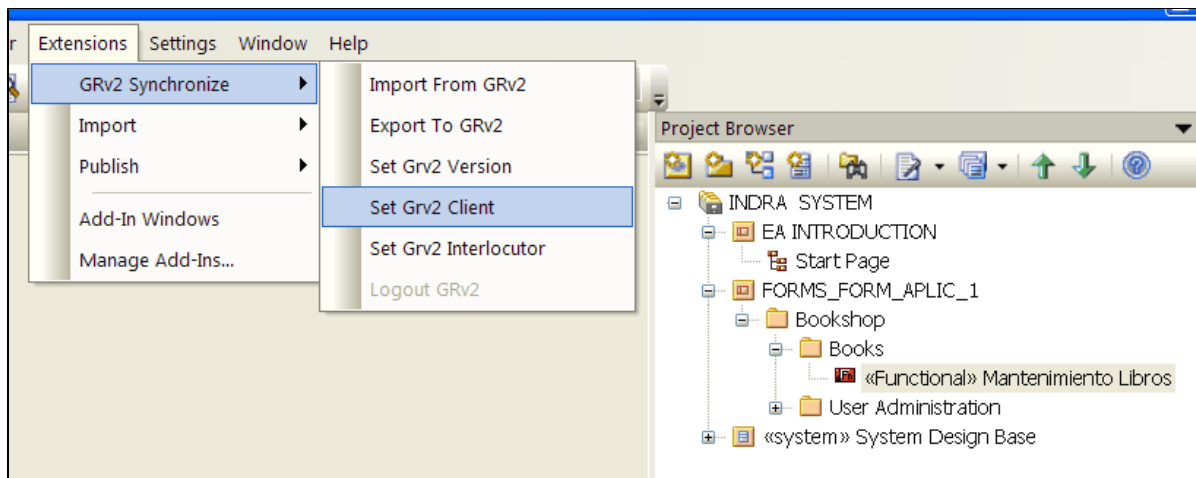 r Extensions Settings Window Help
GRv2 Synchronize
Import
Publish
Add-In Windows
Manage Add-Ins...
Import From GRv2
Export To GRv2
Set Grv2 Version
Set Grv2 Client
Set Grv2 Interlocutor
Logout GRv2
Project Browser
INDRA SYSTEM
EA INTRODUCTION
Start Page
FORMS_FORM_APLIC_1
Bookshop
Books
«Functional» Mantenimiento Libros
User Administration
«system» System Design Base